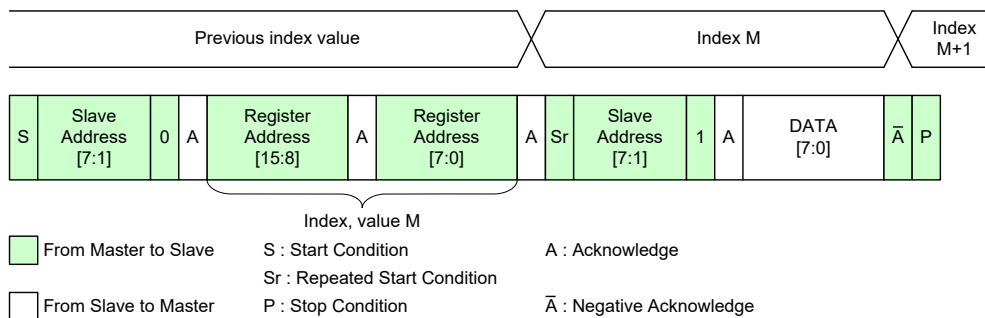 Previous index value
Index M
Index
M+1
S
Slave
Address
[7:1]
0
A
Register
Address
[15:8]
A
Register
Address
[7:0]
A
Sr
Slave
Address
[7:1]
1
A
DATA
[7:0]
A̅
P
Index, value M
From Master to Slave
S : Start Condition
A : Acknowledge
Sr : Repeated Start Condition
From Slave to Master
P : Stop Condition
A̅ : Negative Acknowledge